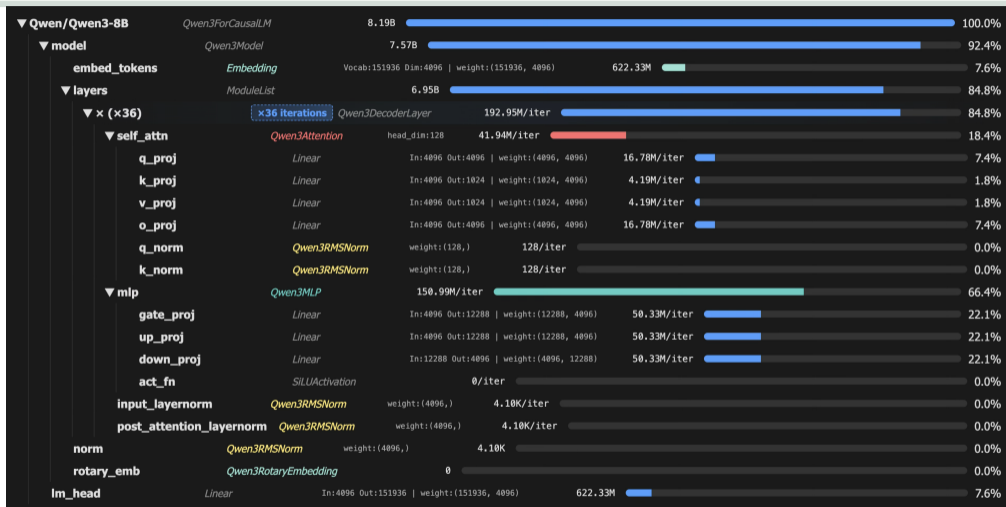 ▼ Qwen/Qwen3-8B Qwen3ForCausalLM 8.19B 100.0%
▼ model Qwen3Model 7.57B 92.4%
embed_tokens Embedding Vocab:151936 Dim:4096 | weight:(151936, 4096) 622.33M 7.6%
▼ layers ModuleList 6.95B 84.8%
▼ × (×36) ×36 iterations Qwen3DecoderLayer 192.95M/iter 84.8%
▼ self_attn Qwen3Attention head_dim:128 41.94M/iter 18.4%
q_proj Linear In:4096 Out:4096 | weight:(4096, 4096) 16.78M/iter 7.4%
k_proj Linear In:4096 Out:1024 | weight:(1024, 4096) 4.19M/iter 1.8%
v_proj Linear In:4096 Out:1024 | weight:(1024, 4096) 4.19M/iter 1.8%
o_proj Linear In:4096 Out:4096 | weight:(4096, 4096) 16.78M/iter 7.4%
q_norm Qwen3RMSNorm weight:(128,) 128/iter 0.0%
k_norm Qwen3RMSNorm weight:(128,) 128/iter 0.0%
▼ mlp Qwen3MLP 150.99M/iter 66.4%
gate_proj Linear In:4096 Out:12288 | weight:(12288, 4096) 50.33M/iter 22.1%
up_proj Linear In:4096 Out:12288 | weight:(12288, 4096) 50.33M/iter 22.1%
down_proj Linear In:12288 Out:4096 | weight:(4096, 12288) 50.33M/iter 22.1%
act_fn SiLUActivation 0/iter 0.0%
input_layernorm Qwen3RMSNorm weight:(4096,) 4.10K/iter 0.0%
post_attention_layernorm Qwen3RMSNorm weight:(4096,) 4.10K/iter 0.0%
norm Qwen3RMSNorm weight:(4096,) 4.10K 0.0%
rotary_emb Qwen3RotaryEmbedding 0 0.0%
lm_head Linear In:4096 Out:151936 | weight:(151936, 4096) 622.33M 7.6%